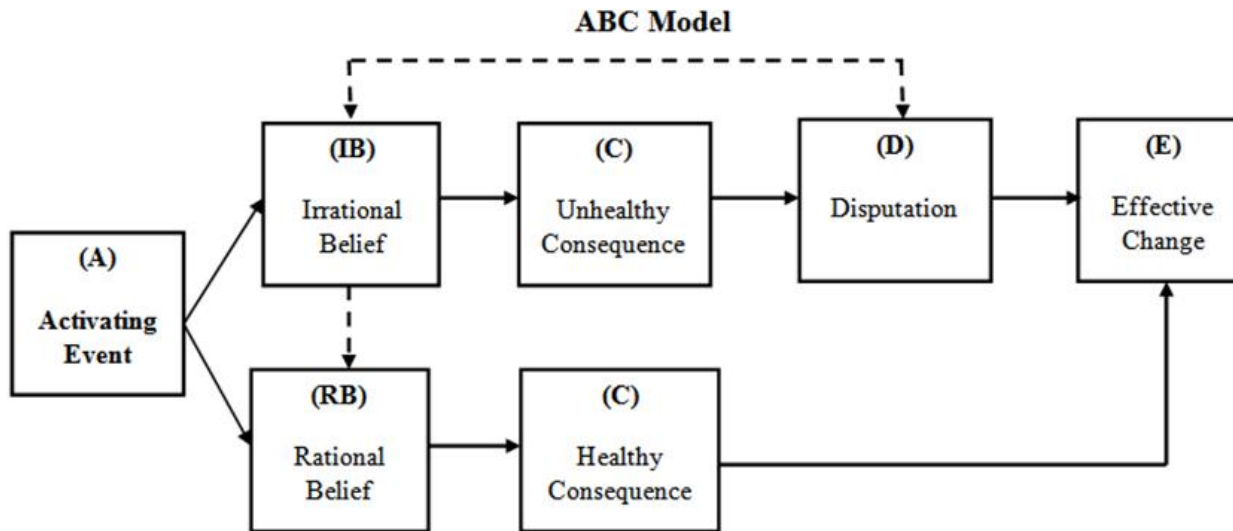 ABC Model
(IB)
Irrational
Belief
(C)
Unhealthy
Consequence
(D)
Disputation
(E)
Effective
Change
(A)
Activating
Event
(RB)
Rational
Belief
(C)
Healthy
Consequence